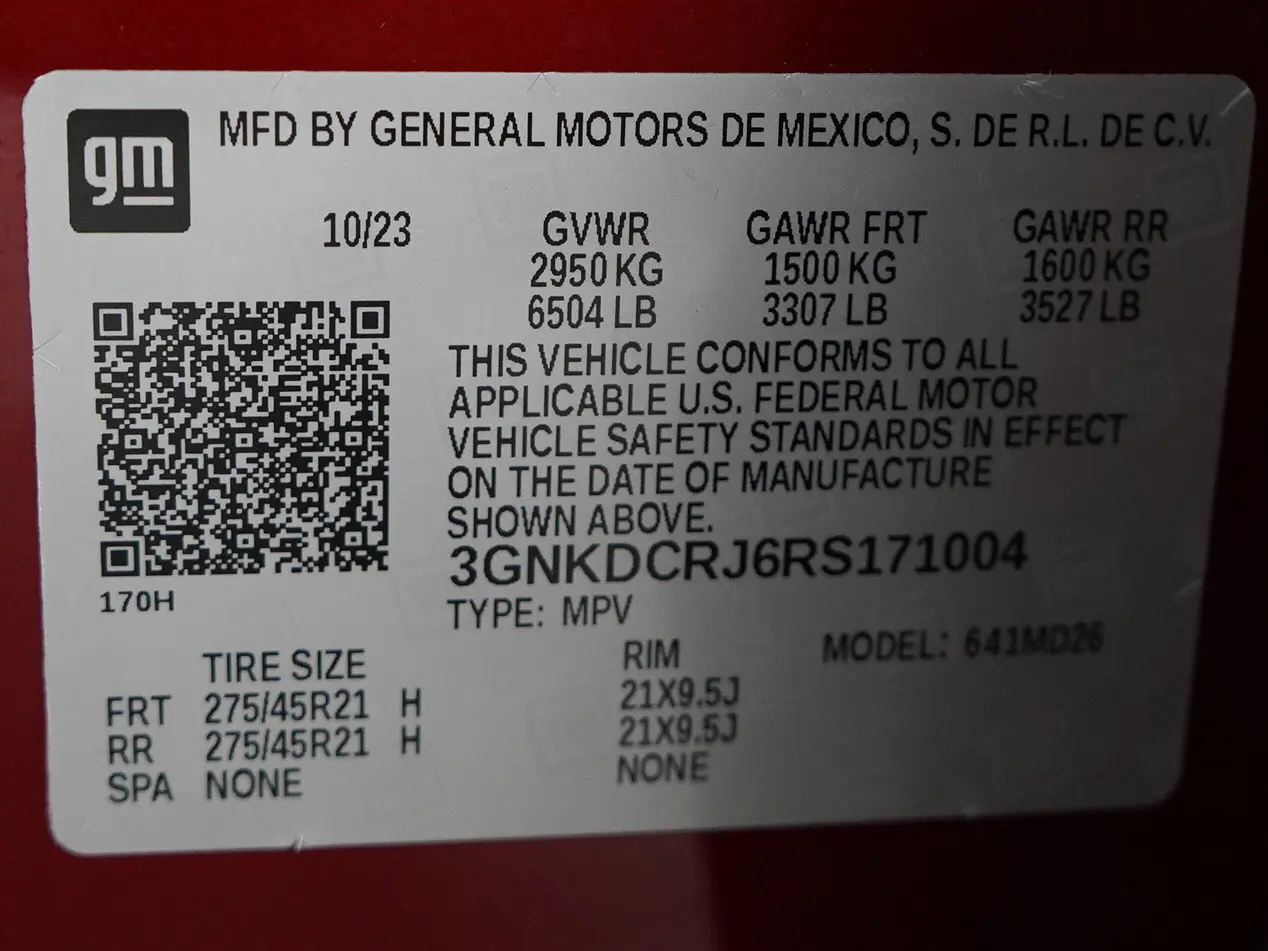 gm
MFD BY GENERAL MOTORS DE MEXICO, S. DE R.L. DE C.V.
10/23 GVWR GAWR FRT GAWR RR
2950 KG 1500 KG 1600 KG
6504 LB 3307 LB 3527 LB
THIS VEHICLE CONFORMS TO ALL
APPLICABLE U.S. FEDERAL MOTOR
VEHICLE SAFETY STANDARDS IN EFFECT
ON THE DATE OF MANUFACTURE
SHOWN ABOVE.
3GNKDCRJ6RS171004
170H
TYPE: MPV
TIRE SIZE RIM MODEL: 641MD26
FRT 275/45R21 H 21X9.5J
RR 275/45R21 H 21X9.5J
SPA NONE NONE